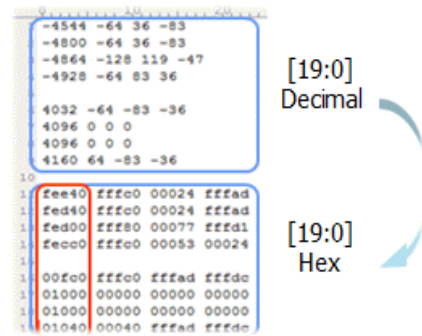 -4544 -64 36 -83
-4800 -64 36 -83
-4864 -128 119 -47
-4928 -64 83 36
4032 -64 -83 -36
4096 0 0 0
4096 0 0 0
4160 64 -83 -36
[19:0]
Decimal
10
fee40 fffc0 00024 fffad
fed40 fffc0 00024 fffad
fed00 fff80 00077 fffd1
fecc0 fffc0 00053 00024
00fc0 fffc0 fffad fffdc
01000 00000 00000 00000
01000 00000 00000 00000
01040 00040 fffad fffdc
[19:0]
Hex